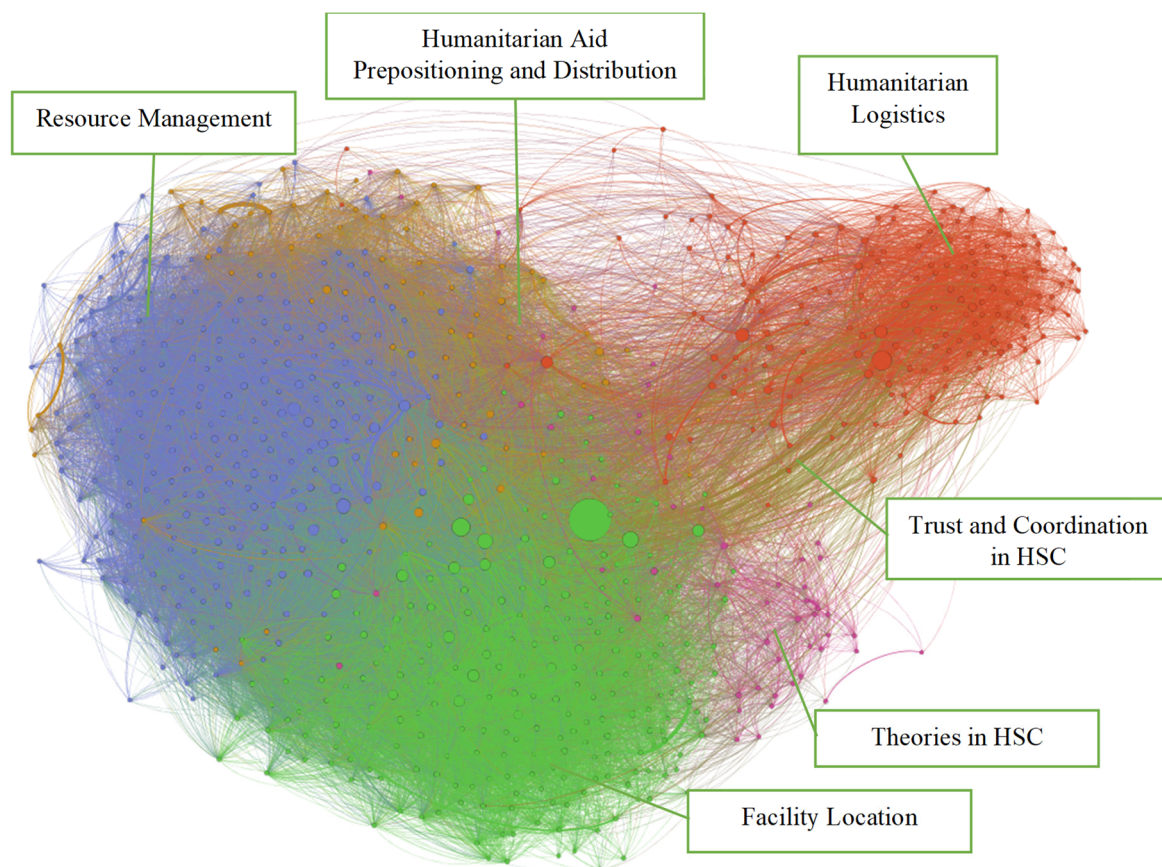 Humanitarian Aid
Prepositioning and Distribution
Humanitarian
Logistics
Resource Management
Trust and Coordination
in HSC
Theories in HSC
Facility Location